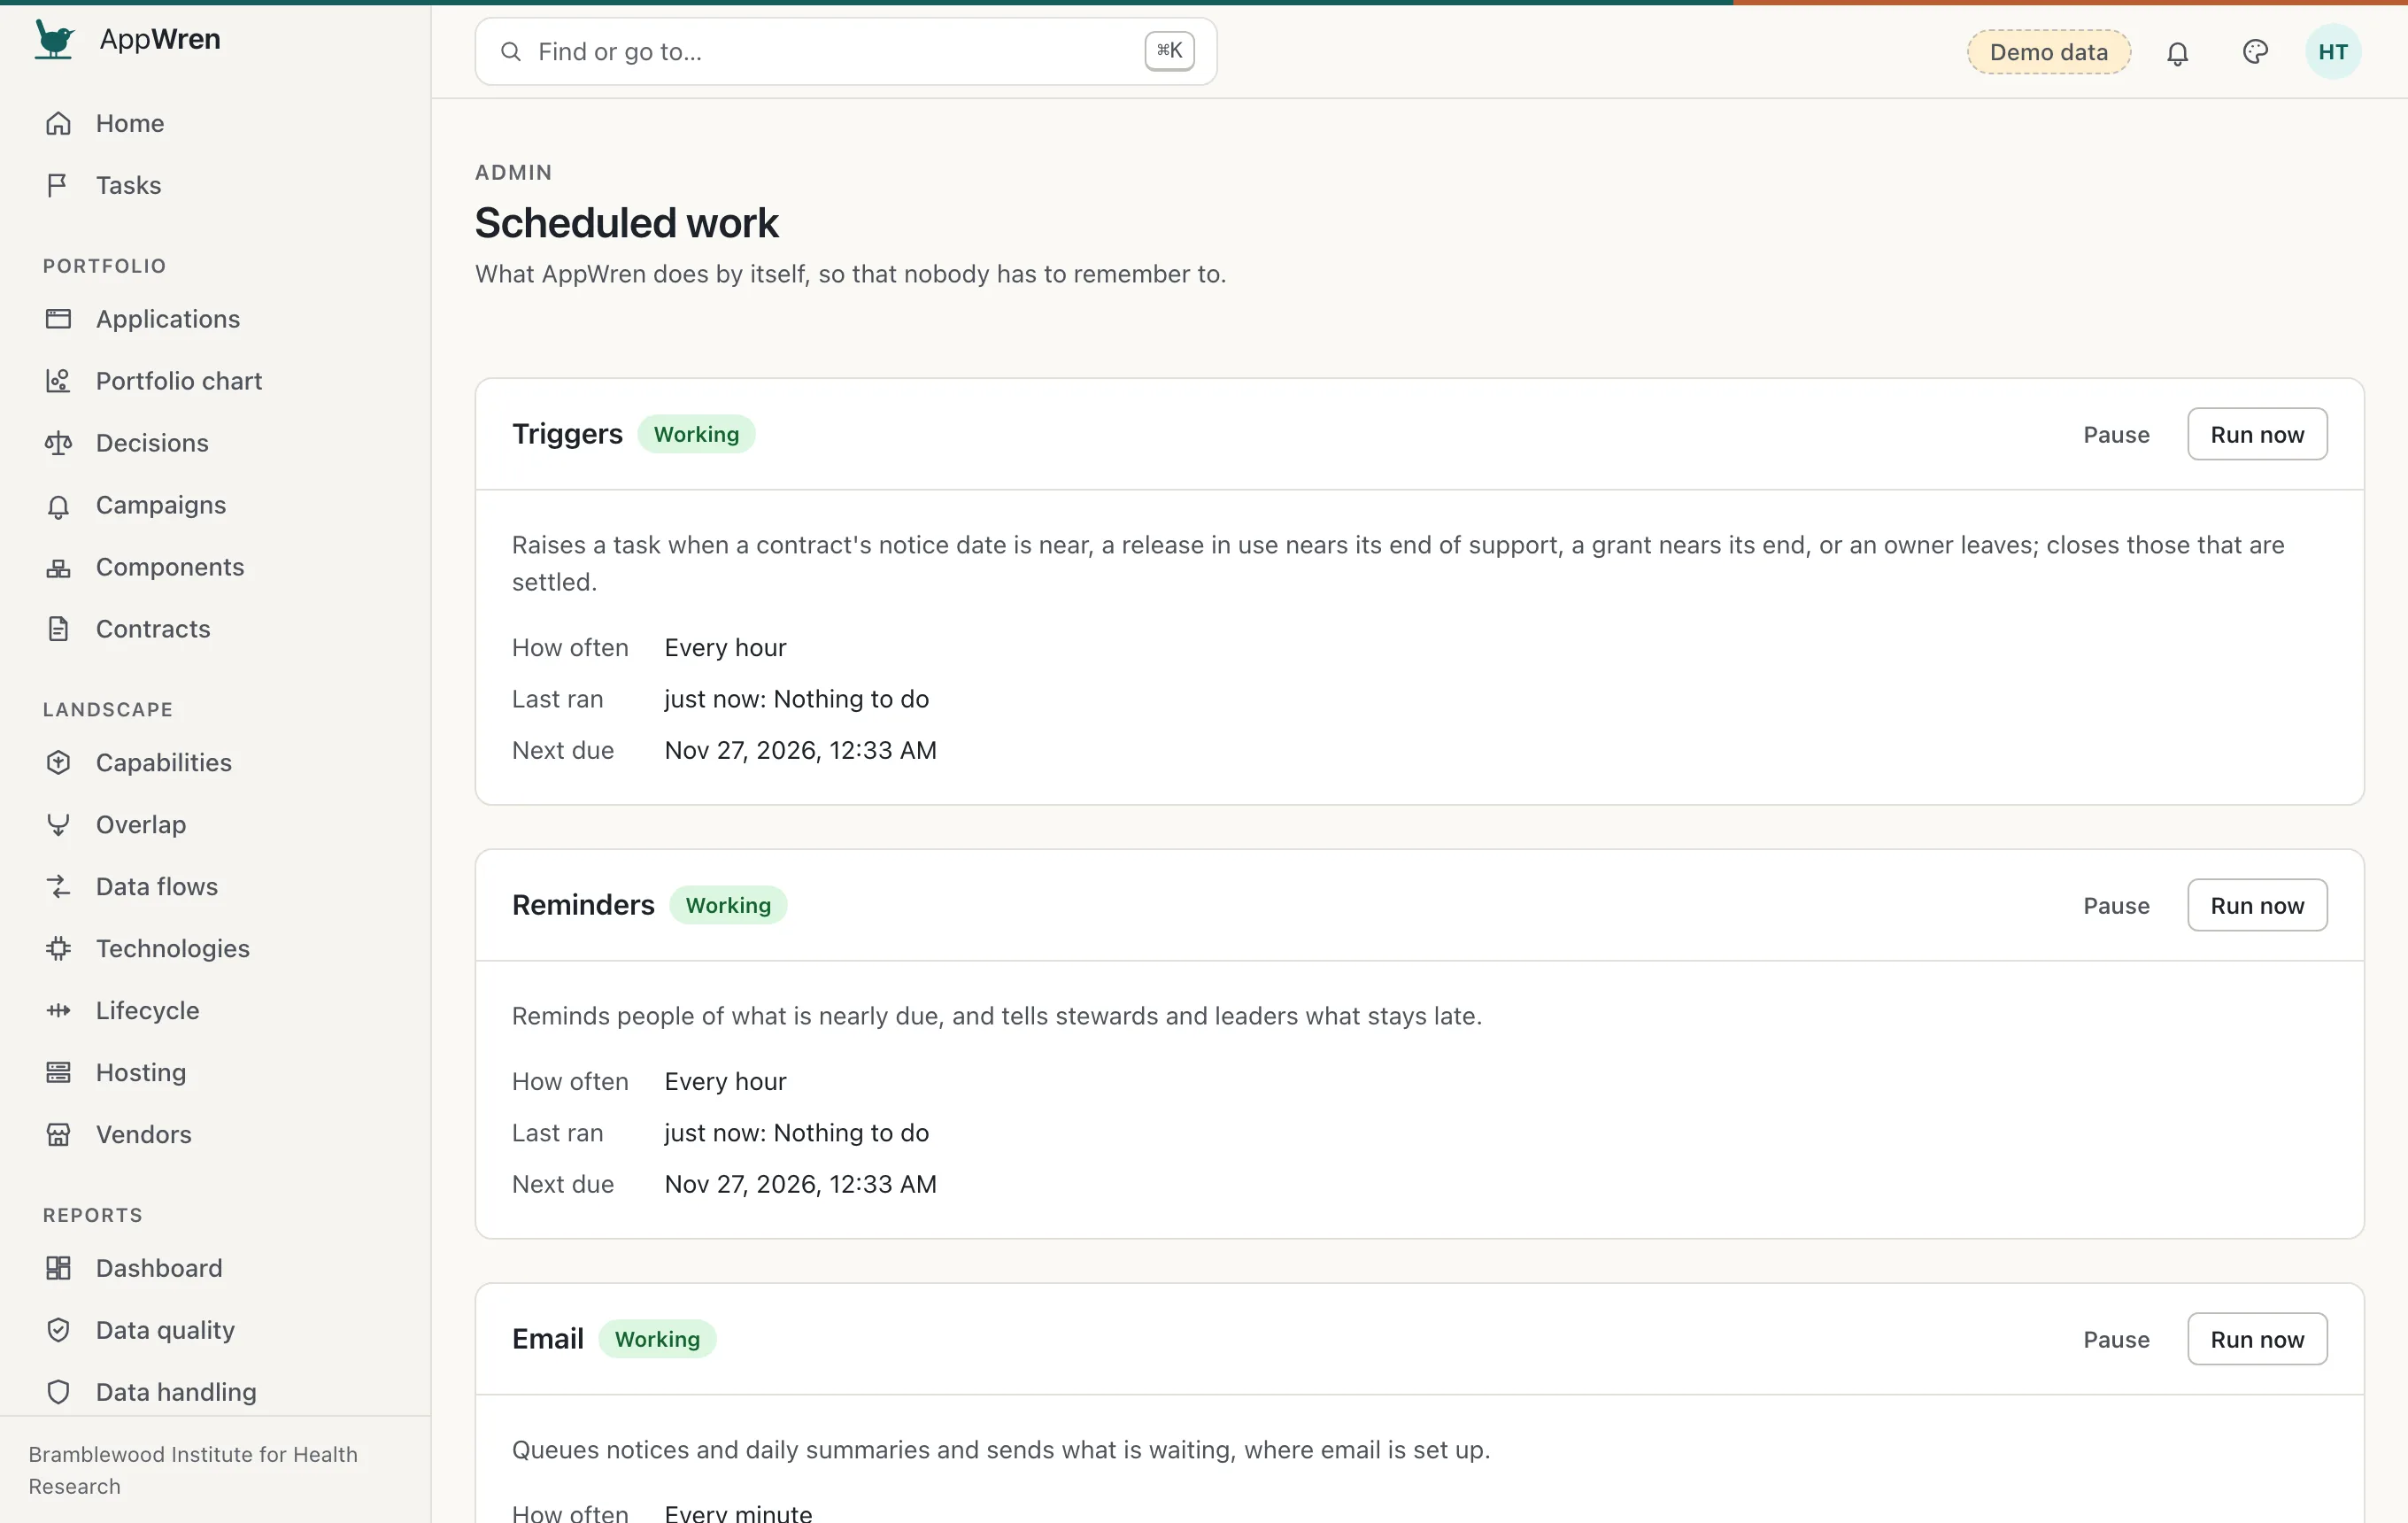 AppWren
Find or go to...
⌘K
Demo data
HT
Home
Tasks
PORTFOLIO
Applications
Portfolio chart
Decisions
Campaigns
Components
Contracts
LANDSCAPE
Capabilities
Overlap
Data flows
Technologies
Lifecycle
Hosting
Vendors
REPORTS
Dashboard
Data quality
Data handling
Bramblewood Institute for Health
Research
ADMIN
Scheduled work
What AppWren does by itself, so that nobody has to remember to.
Triggers
Working
Pause
Run now
Raises a task when a contract's notice date is near, a release in use nears its end of support, a grant nears its end, or an owner leaves; closes those that are
settled.
How often Every hour
Last ran just now: Nothing to do
Next due Nov 27, 2026, 12:33 AM
Reminders
Working
Pause
Run now
Reminds people of what is nearly due, and tells stewards and leaders what stays late.
How often Every hour
Last ran just now: Nothing to do
Next due Nov 27, 2026, 12:33 AM
Email
Working
Pause
Run now
Queues notices and daily summaries and sends what is waiting, where email is set up.
How often Every minute